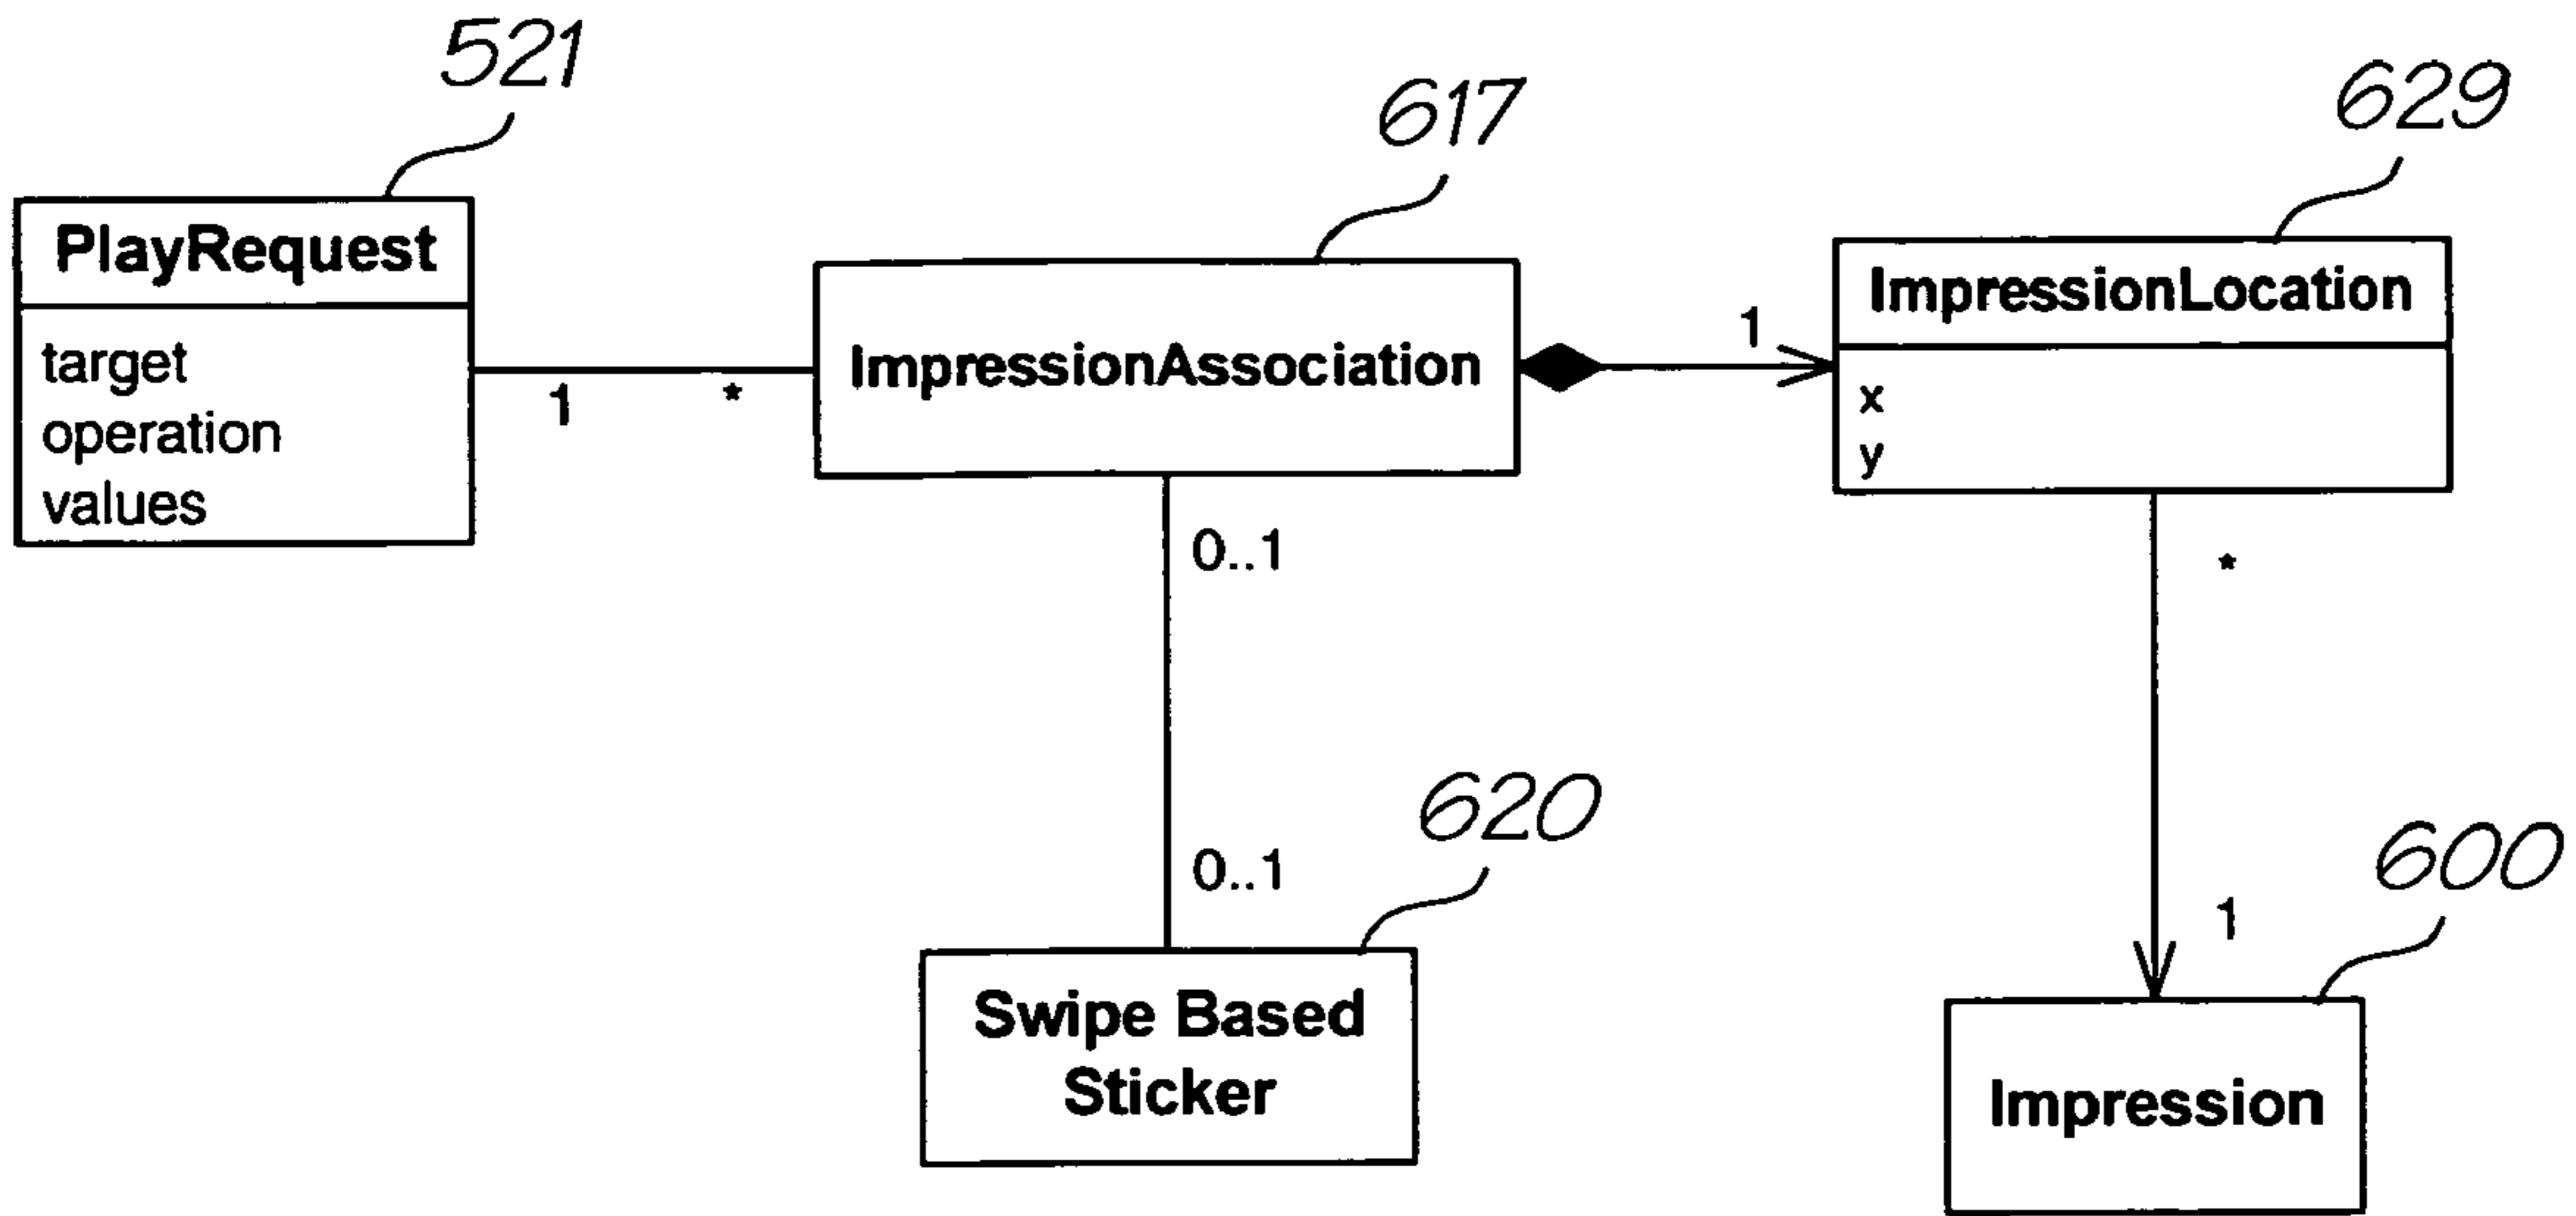 521
617
629
PlayRequest
target
operation
values
1
*
ImpressionAssociation
1
ImpressionLocation
x
y
0..1
*
0..1
620
1
600
Swipe Based
Sticker
Impression